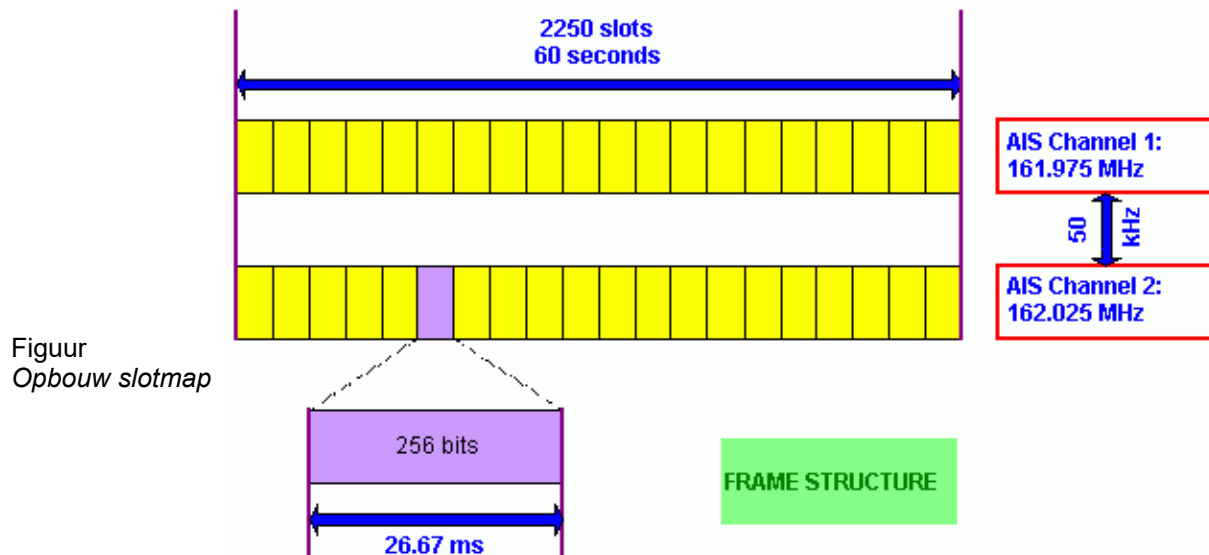 2250 slots
60 seconds
AIS Channel 1:
161.975 MHz
50
kHz
AIS Channel 2:
162.025 MHz
Figuur
Opbouw slotmap
256 bits
FRAME STRUCTURE
26.67 ms